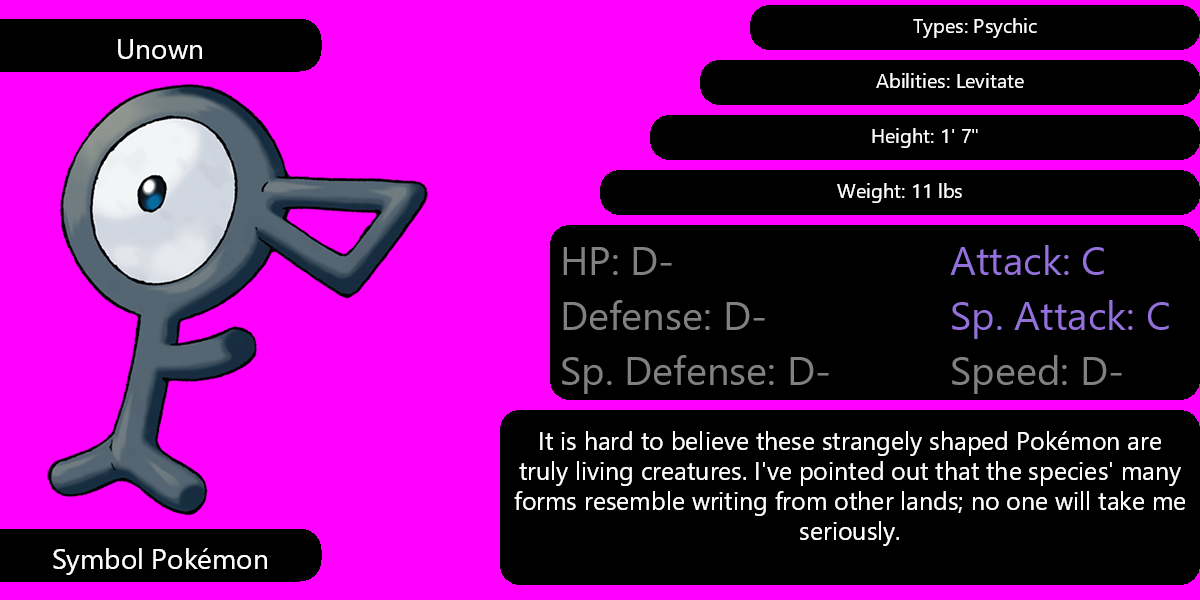 Unown
Types: Psychic
Abilities: Levitate
Height: 1' 7"
Weight: 11 lbs
HP: D-
Attack: C
Defense: D-
Sp. Attack: C
Sp. Defense: D-
Speed: D-
It is hard to believe these strangely shaped Pokémon are
truly living creatures. I've pointed out that the species' many
forms resemble writing from other lands; no one will take me
seriously.
Symbol Pokémon